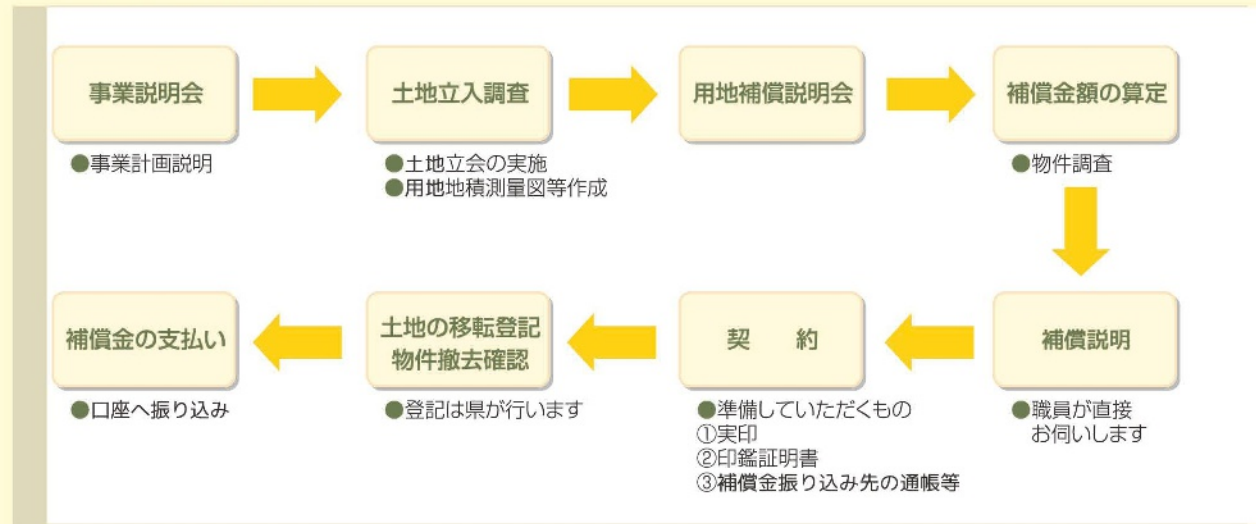 事業説明会
●事業計画説明
土地立入調査
●土地立会の実施
●用地地積測量図等作成
用地補償説明会
補償金額の算定
●物件調査
補償説明
●職員が直接
お伺いします
契　約
●準備していただくもの
①実印
②印鑑証明書
③補償金振り込み先の通帳等
土地の移転登記
物件撤去確認
●登記は県が行います
補償金の支払い
●口座へ振り込み